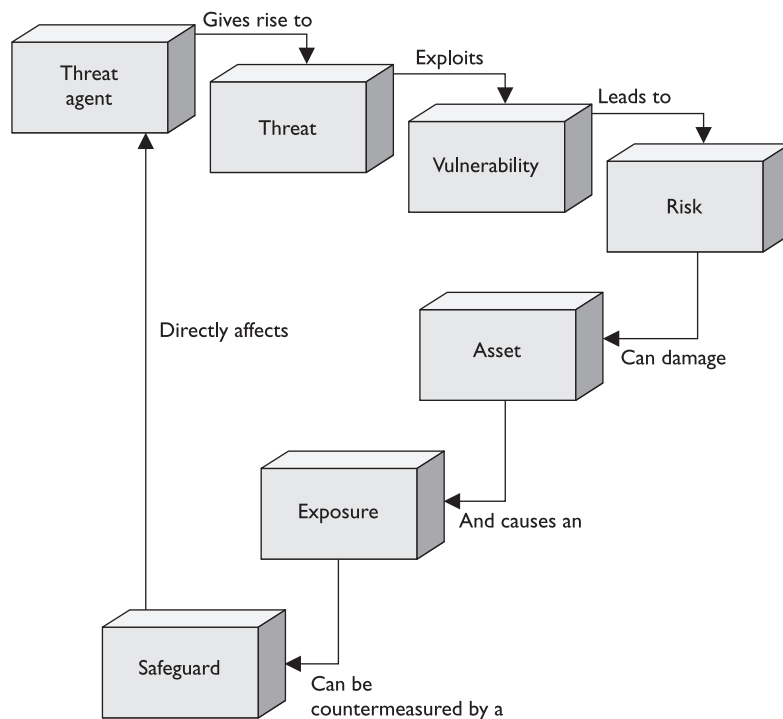 Gives rise to
Threat
agent
Exploits
Threat
Leads to
Vulnerability
Risk
Directly affects
Asset
Can damage
Exposure
And causes an
Safeguard
Can be
countermeasured by a